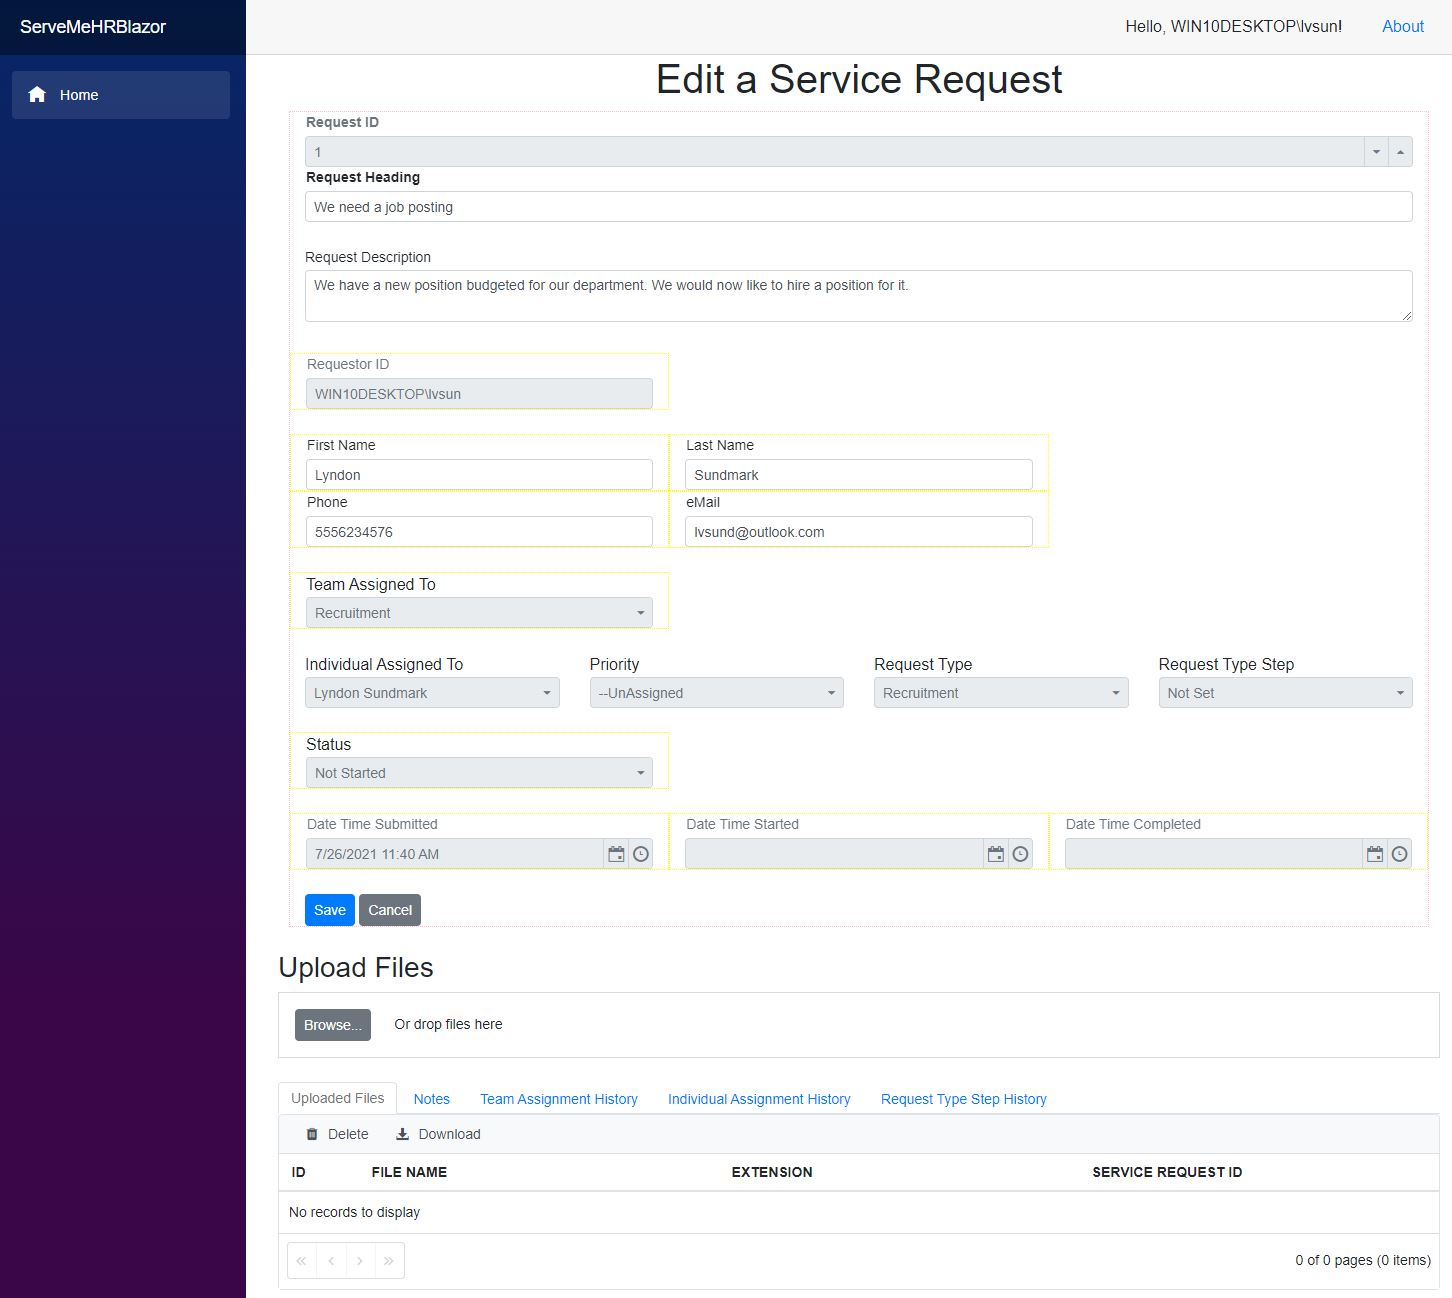 ServeMeHRBlazor
Hello, WIN10DESKTOP\lvsun!
About
Home
Edit a Service Request
Request ID
1
Request Heading
We need a job posting
Request Description
We have a new position budgeted for our department. We would now like to hire a position for it.
Requestor ID
WIN10DESKTOP\lvsun
First Name
Last Name
Lyndon
Sundmark
Phone
eMail
5556234576
lvsund@outlook.com
Team Assigned To
Recruitment
Individual Assigned To
Priority
Request Type
Request Type Step
Lyndon Sundmark
--UnAssigned
Recruitment
Not Set
Status
Not Started
Date Time Submitted
Date Time Started
Date Time Completed
7/26/2021 11:40 AM
Save
Cancel
Upload Files
Browse...
Or drop files here
Uploaded Files
Notes
Team Assignment History
Individual Assignment History
Request Type Step History
Delete
Download
ID
FILE NAME
EXTENSION
SERVICE REQUEST ID
No records to display
0 of 0 pages (0 items)